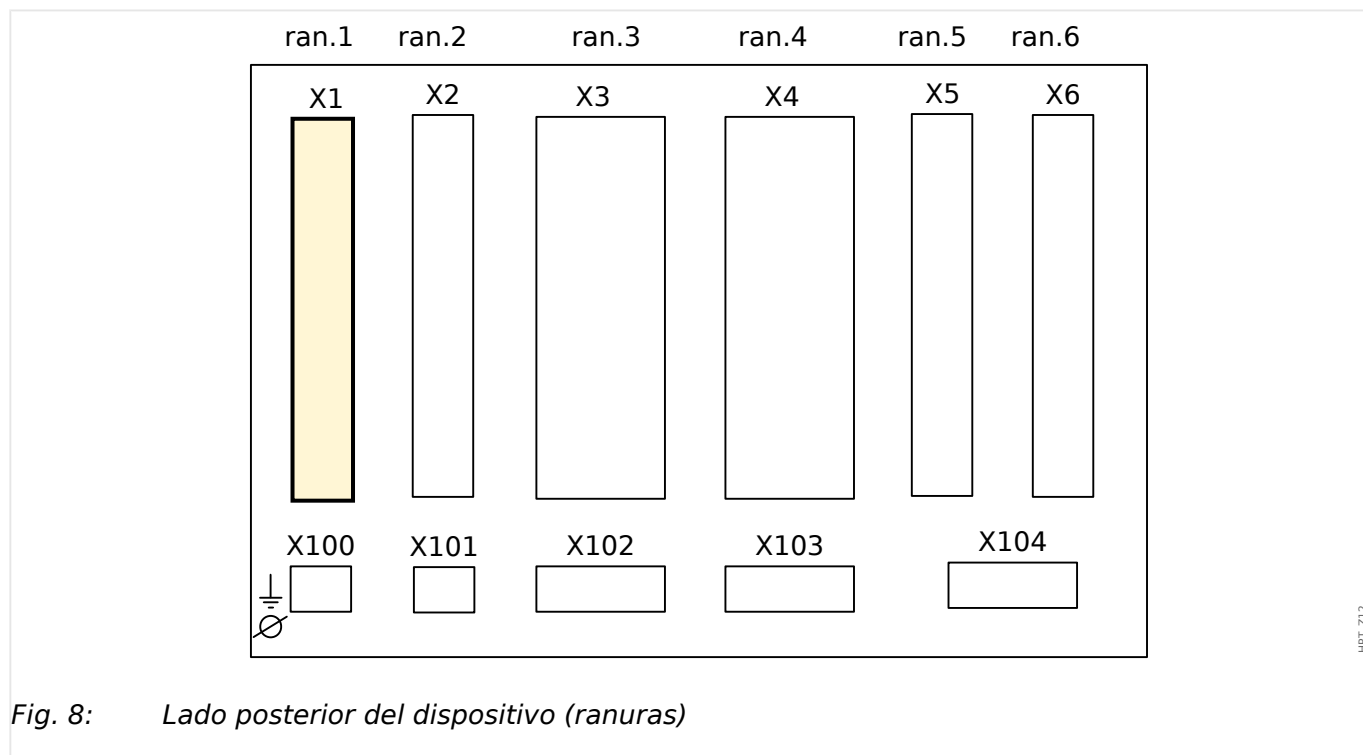 ran.1 ran.2 ran.3 ran.4 ran.5 ran.6
X1 X2 X3 X4 X5 X6
X100 X101 X102 X103 X104
Fig. 8: Lado posterior del dispositivo (ranuras)